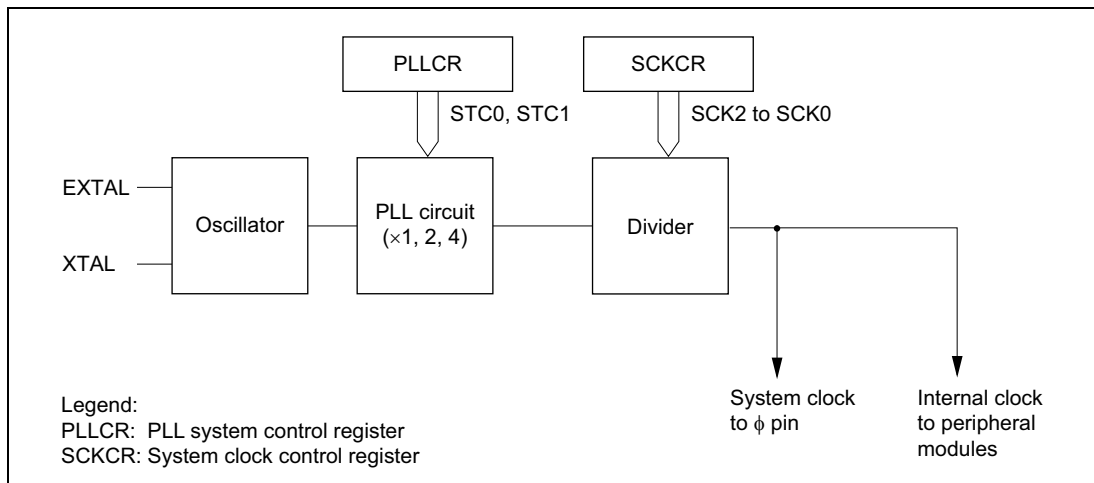 PLLCR
SCKCR
STC0, STC1
SCK2 to SCK0
EXTAL
XTAL
Oscillator
PLL circuit
(×1, 2, 4)
Divider
System clock
to ϕ pin
Internal clock
to peripheral
modules
Legend:
PLLCR: PLL system control register
SCKCR: System clock control register